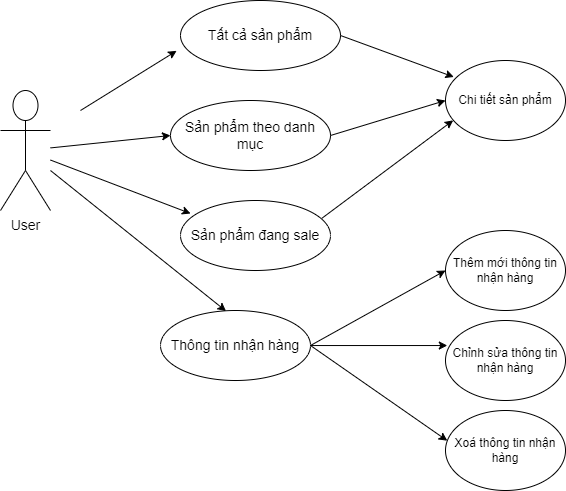 Tất cả sản phẩm
Chi tiết sản phẩm
Sản phẩm theo danh
mục
User
Sản phẩm đang sale
Thêm mới thông tin
nhận hàng
Thông tin nhận hàng
Chỉnh sửa thông tin
nhận hàng
Xoá thông tin nhận
hàng